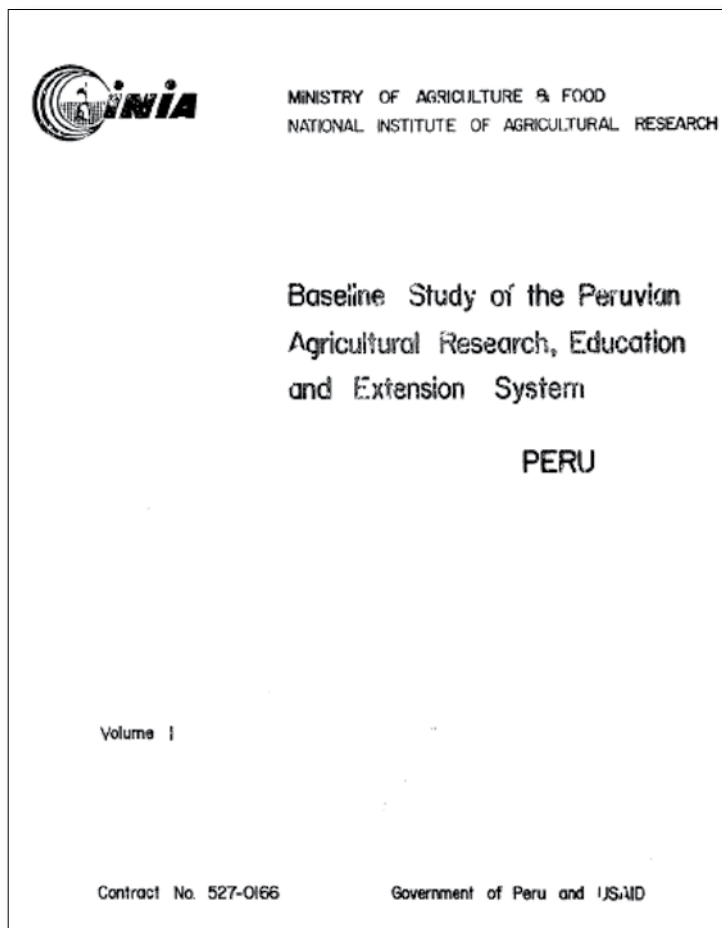 iNiA
MINISTRY OF AGRICULTURE & FOOD
NATIONAL INSTITUTE OF AGRICULTURAL RESEARCH
Baseline Study of the Peruvian
Agricultural Research, Education
and Extension System
PERU
Volume I
Contract No. 527-0166
Government of Peru and USAID